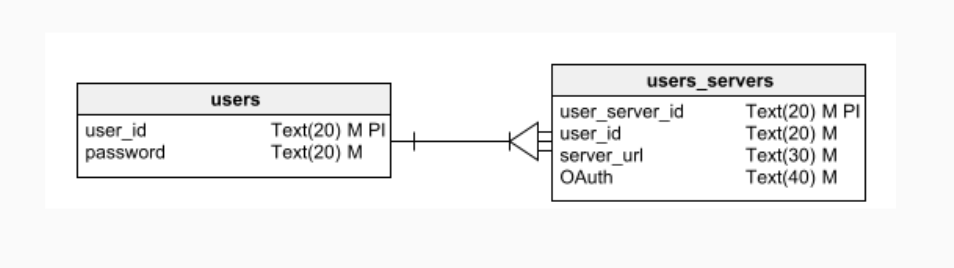 users
user_id Text(20) M PI
password Text(20) M
users_servers
user_server_id Text(20) M PI
user_id Text(20) M
server_url Text(30) M
OAuth Text(40) M